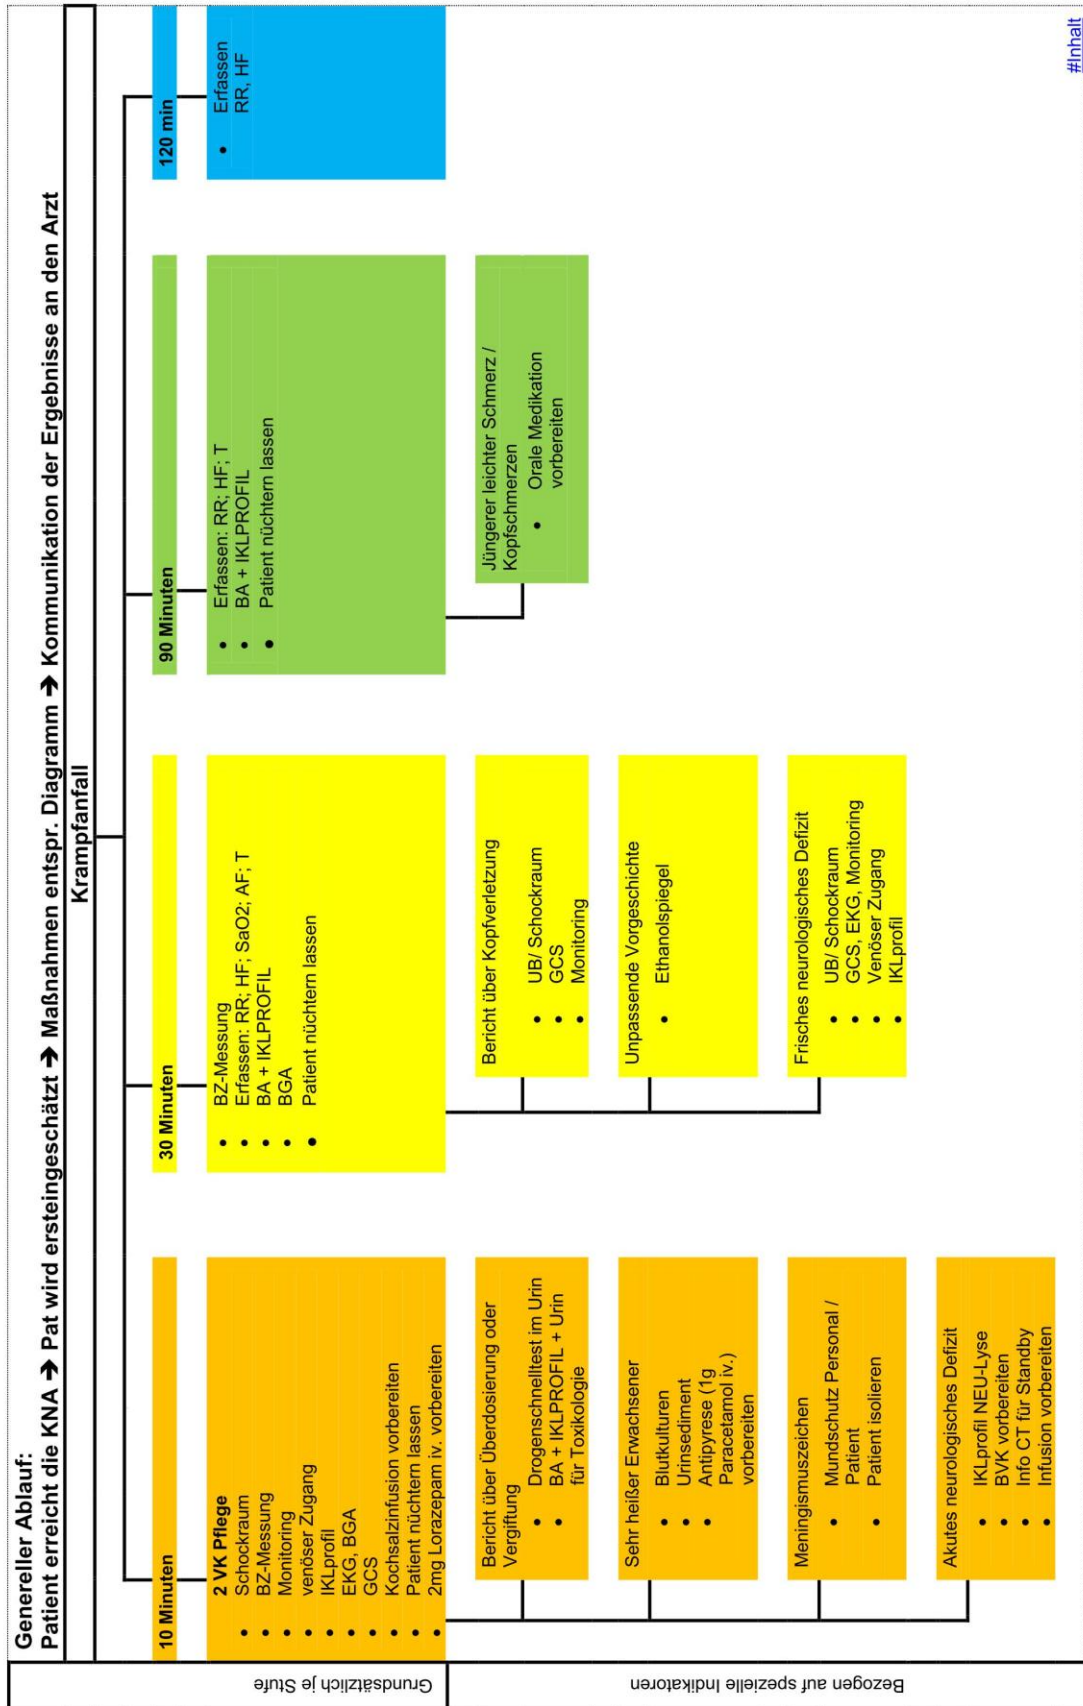 Genereller Ablauf:
Patient erreicht die KNA ➔ Pat wird ersteingeschätzt ➔ Maßnahmen entspr. Diagramm ➔ Kommunikation der Ergebnisse an den Arzt
Krampfanfall
Grundsätzlich je Stufe
10 Minuten
2 VK Pflege
• Schockraum
• BZ-Messung
• Monitoring
• venöser Zugang
• IKLprofil
• EKG, BGA
• GCS
• Kochsalzinfusion vorbereiten
• Patient nüchtern lassen
• 2mg Lorazepam iv. vorbereiten
30 Minuten
• BZ-Messung
• Erfassen: RR; HF; SaO2; AF; T
• BA + IKLPROFIL
• BGA
• Patient nüchtern lassen
90 Minuten
• Erfassen: RR; HF; T
• BA + IKLPROFIL
• Patient nüchtern lassen
120 min
• Erfassen
RR, HF
Bezogen auf spezielle Indikatoren
Bericht über Überdosierung oder
Vergiftung
• Drogenschnelltest im Urin
• BA + IKLPROFIL + Urin
für Toxikologie
Sehr heißer Erwachsener
• Blutkulturen
• Urinsediment
• Antipyrese (1g
Paracetamol iv.)
vorbereiten
Meningismuszeichen
• Mundschutz Personal /
Patient
• Patient isolieren
Akutes neurologisches Defizit
• IKLprofil NEU-Lyse
• BVK vorbereiten
• Info CT für Standby
• Infusion vorbereiten
Bericht über Kopfverletzung
• UB/ Schockraum
• GCS
• Monitoring
Unpassende Vorgeschichte
• Ethanolspiegel
Frisches neurologisches Defizit
• UB/ Schockraum
• GCS, EKG, Monitoring
• Venöser Zugang
• IKLprofil
Jüngerer leichter Schmerz /
Kopfschmerzen
• Orale Medikation
vorbereiten
#Inhalt